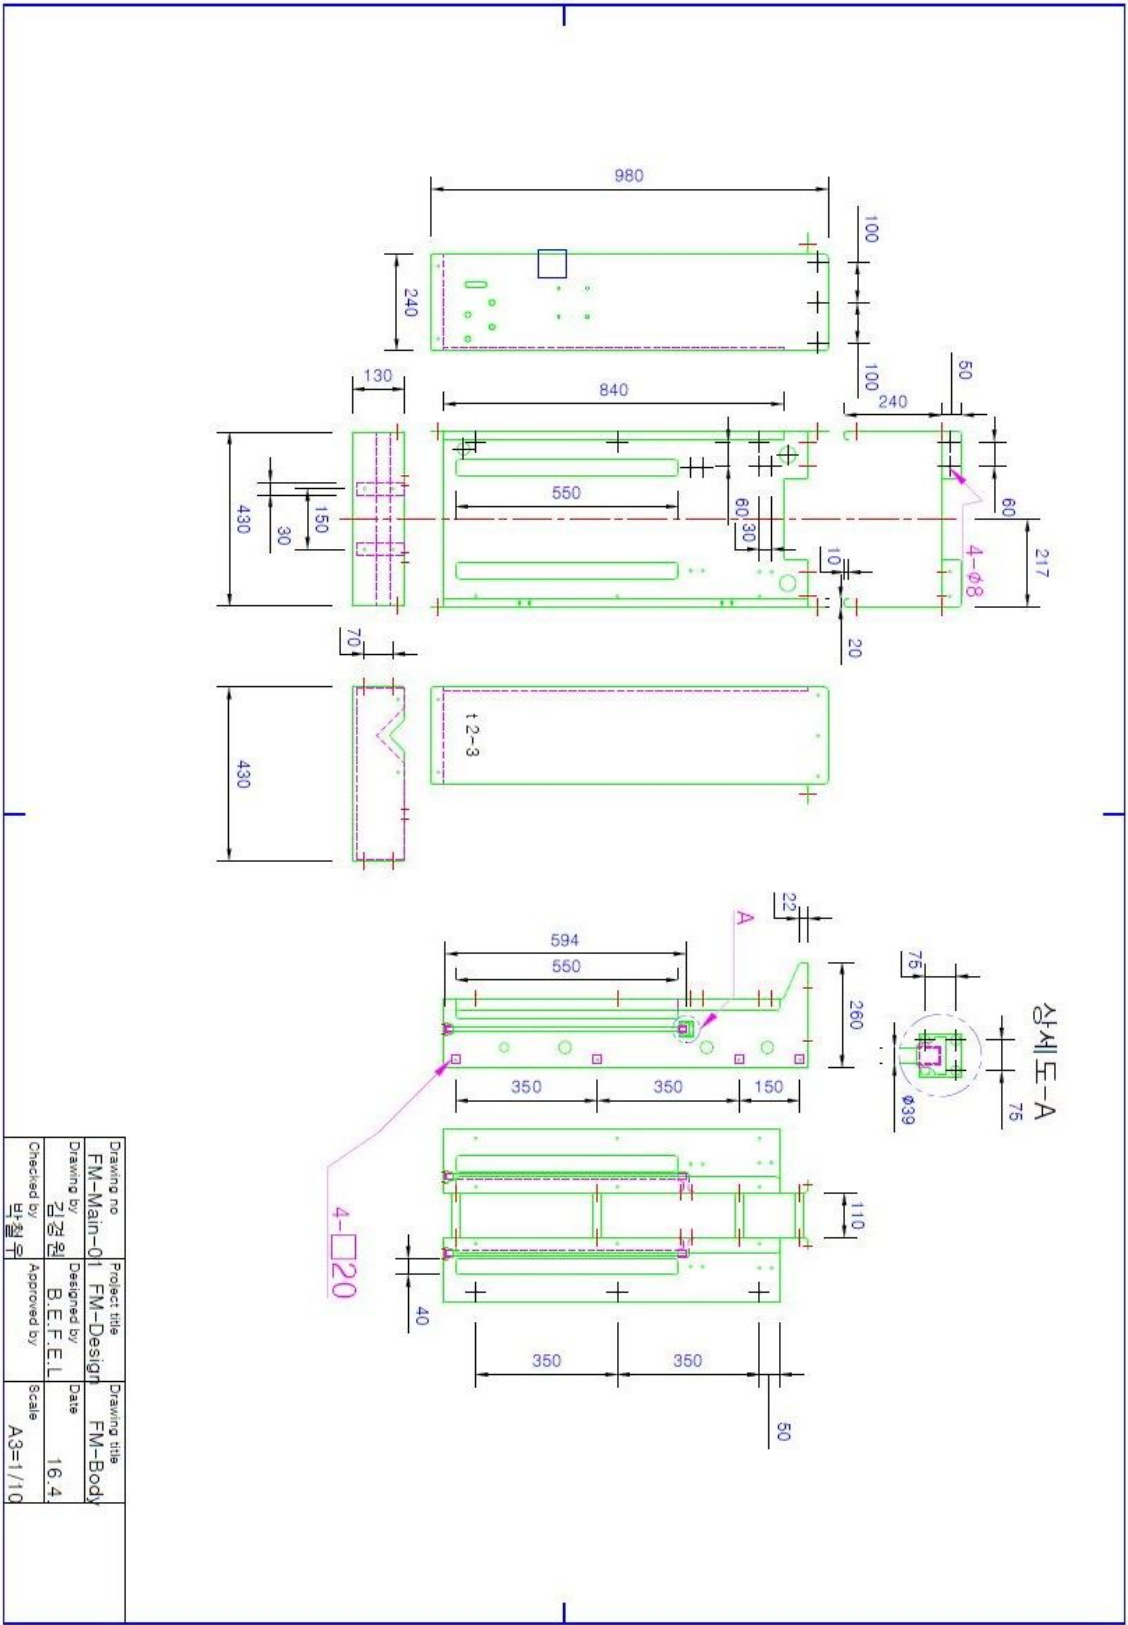 980
100
240
100
50
130
840
240
430
150
30
550
60
30
10
60
217
4-ø8
20
70
430
t 2-3
22
A
594
550
260
75
상세도-A
75
ø39
350
350
150
110
4-□20
40
350
350
50
Drawing no
FM-Main-01
Project title
FM-Design
Drawing title
FM-Body
Drawing by
김경원
Designed by
B.E.F.E.L
Date
16.4.
Checked by
박철우
Approved by
Scale
A3=1/10